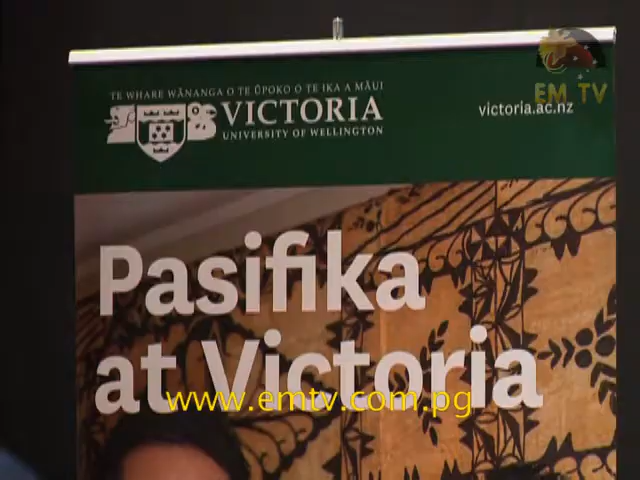 TE WHARE WĀNANGA O TE ŪPOKO O TE IKA A MĀUI
VICTORIA
UNIVERSITY OF WELLINGTON
victoria.ac.nz
EM TV
Pasifika
at Victoria
www.emtv.com.pg